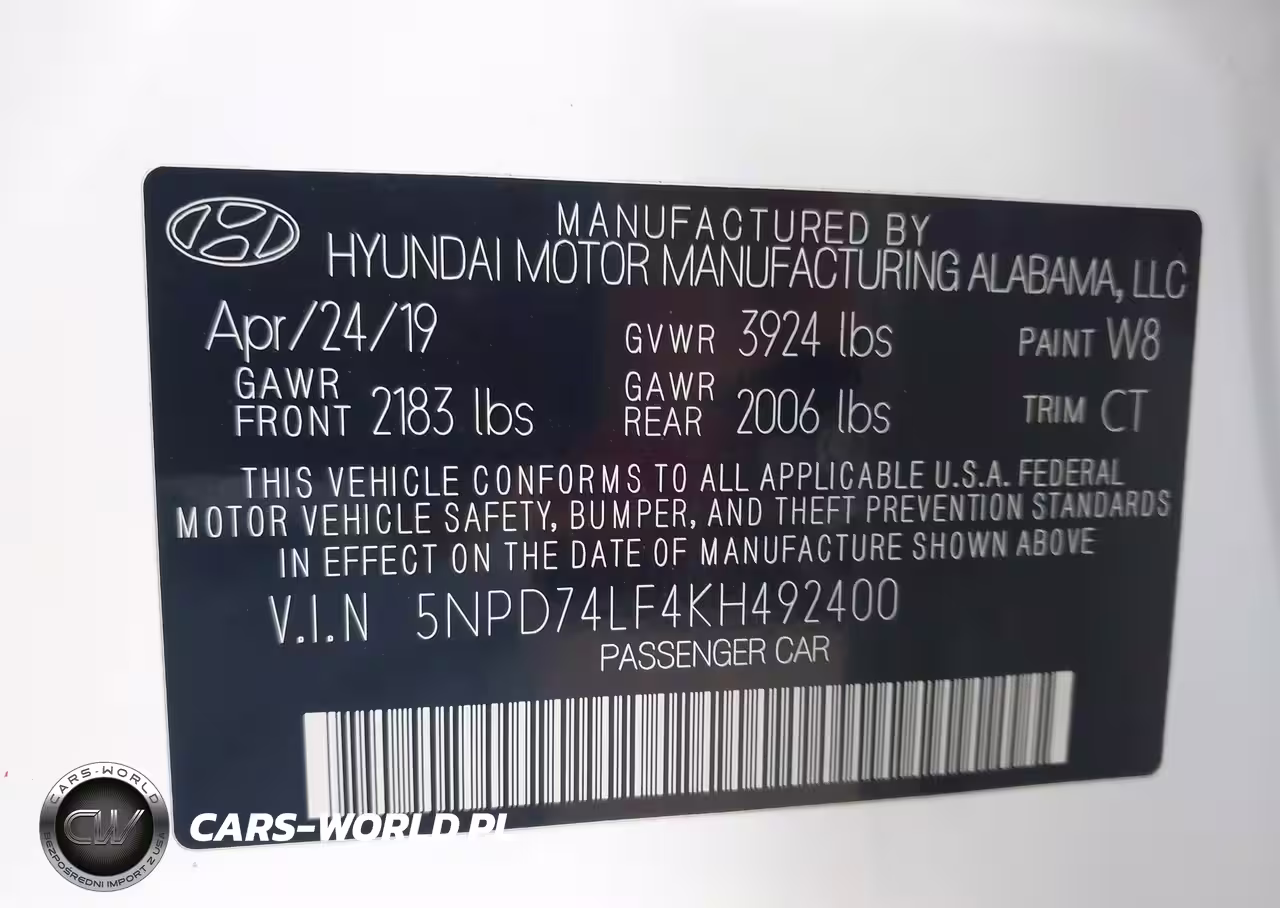 MANUFACTURED BY
HYUNDAI MOTOR MANUFACTURING ALABAMA, LLC
Apr/24/19 GVWR 3924 lbs PAINT W8
GAWR FRONT 2183 lbs GAWR REAR 2006 lbs TRIM CT
THIS VEHICLE CONFORMS TO ALL APPLICABLE U.S.A. FEDERAL
MOTOR VEHICLE SAFETY, BUMPER, AND THEFT PREVENTION STANDARDS
IN EFFECT ON THE DATE OF MANUFACTURE SHOWN ABOVE
V.I.N 5NPD74LF4KH492400
PASSENGER CAR
CARS-WORLD
CW
BEZPOŚREDNI IMPORT Z USA
CARS-WORLD.PL